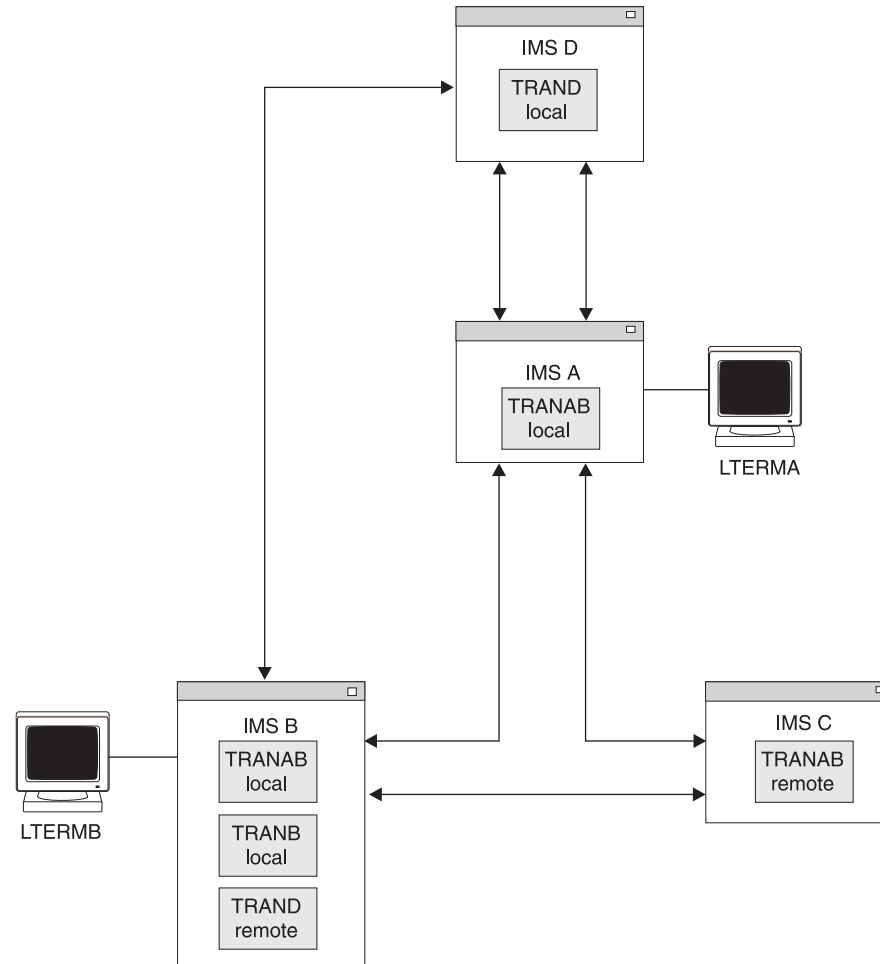 IMS D
TRAND
local
IMS A
TRANAB
local
LTERMA
IMS B
TRANAB
local
TRANB
local
TRAND
remote
LTERMB
IMS C
TRANAB
remote